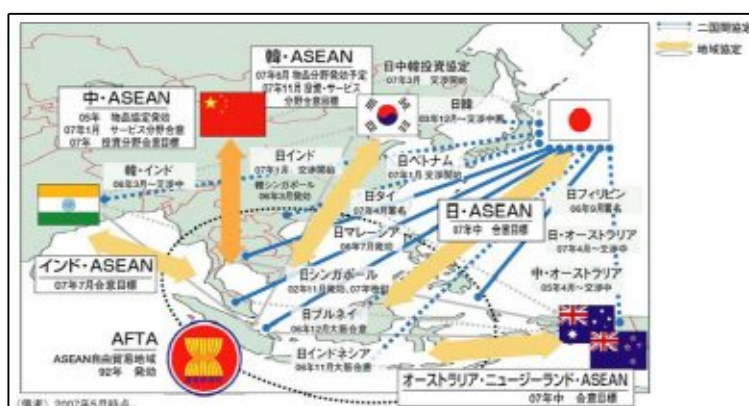 二国間協定
地域協定
中・ASEAN
05年 物品協定発効
07年1月 サービス分野合意
07年 投資分野合意目標
韓・ASEAN
07年6月 物品分野発効予定
07年11月 投資・サービス
分野合意目標
日中韓投資協定
07年3月 交渉開始
日韓
03年12月~交渉中断
韓・インド
06年3月~交渉中
日インド
07年1月 交渉開始
韓シンガポール
06年3月発効
日ベトナム
07年1月 交渉開始
日タイ
07年4月署名
日マレーシア
06年7月発効
日・ASEAN
07年中 合意目標
日フィリピン
06年9月署名
日・オーストラリア
07年4月~交渉中
中・オーストラリア
05年4月~交渉中
インド・ASEAN
07年7月合意目標
日シンガポール
02年11月発効、07年改訂
日ブルネイ
06年12月大筋合意
日インドネシア
06年11月大筋合意
AFTA
ASEAN自由貿易地域
92年 発効
オーストラリア・ニュージーランド・ASEAN
07年中 合意目標
(備考) 2007年5月時点。